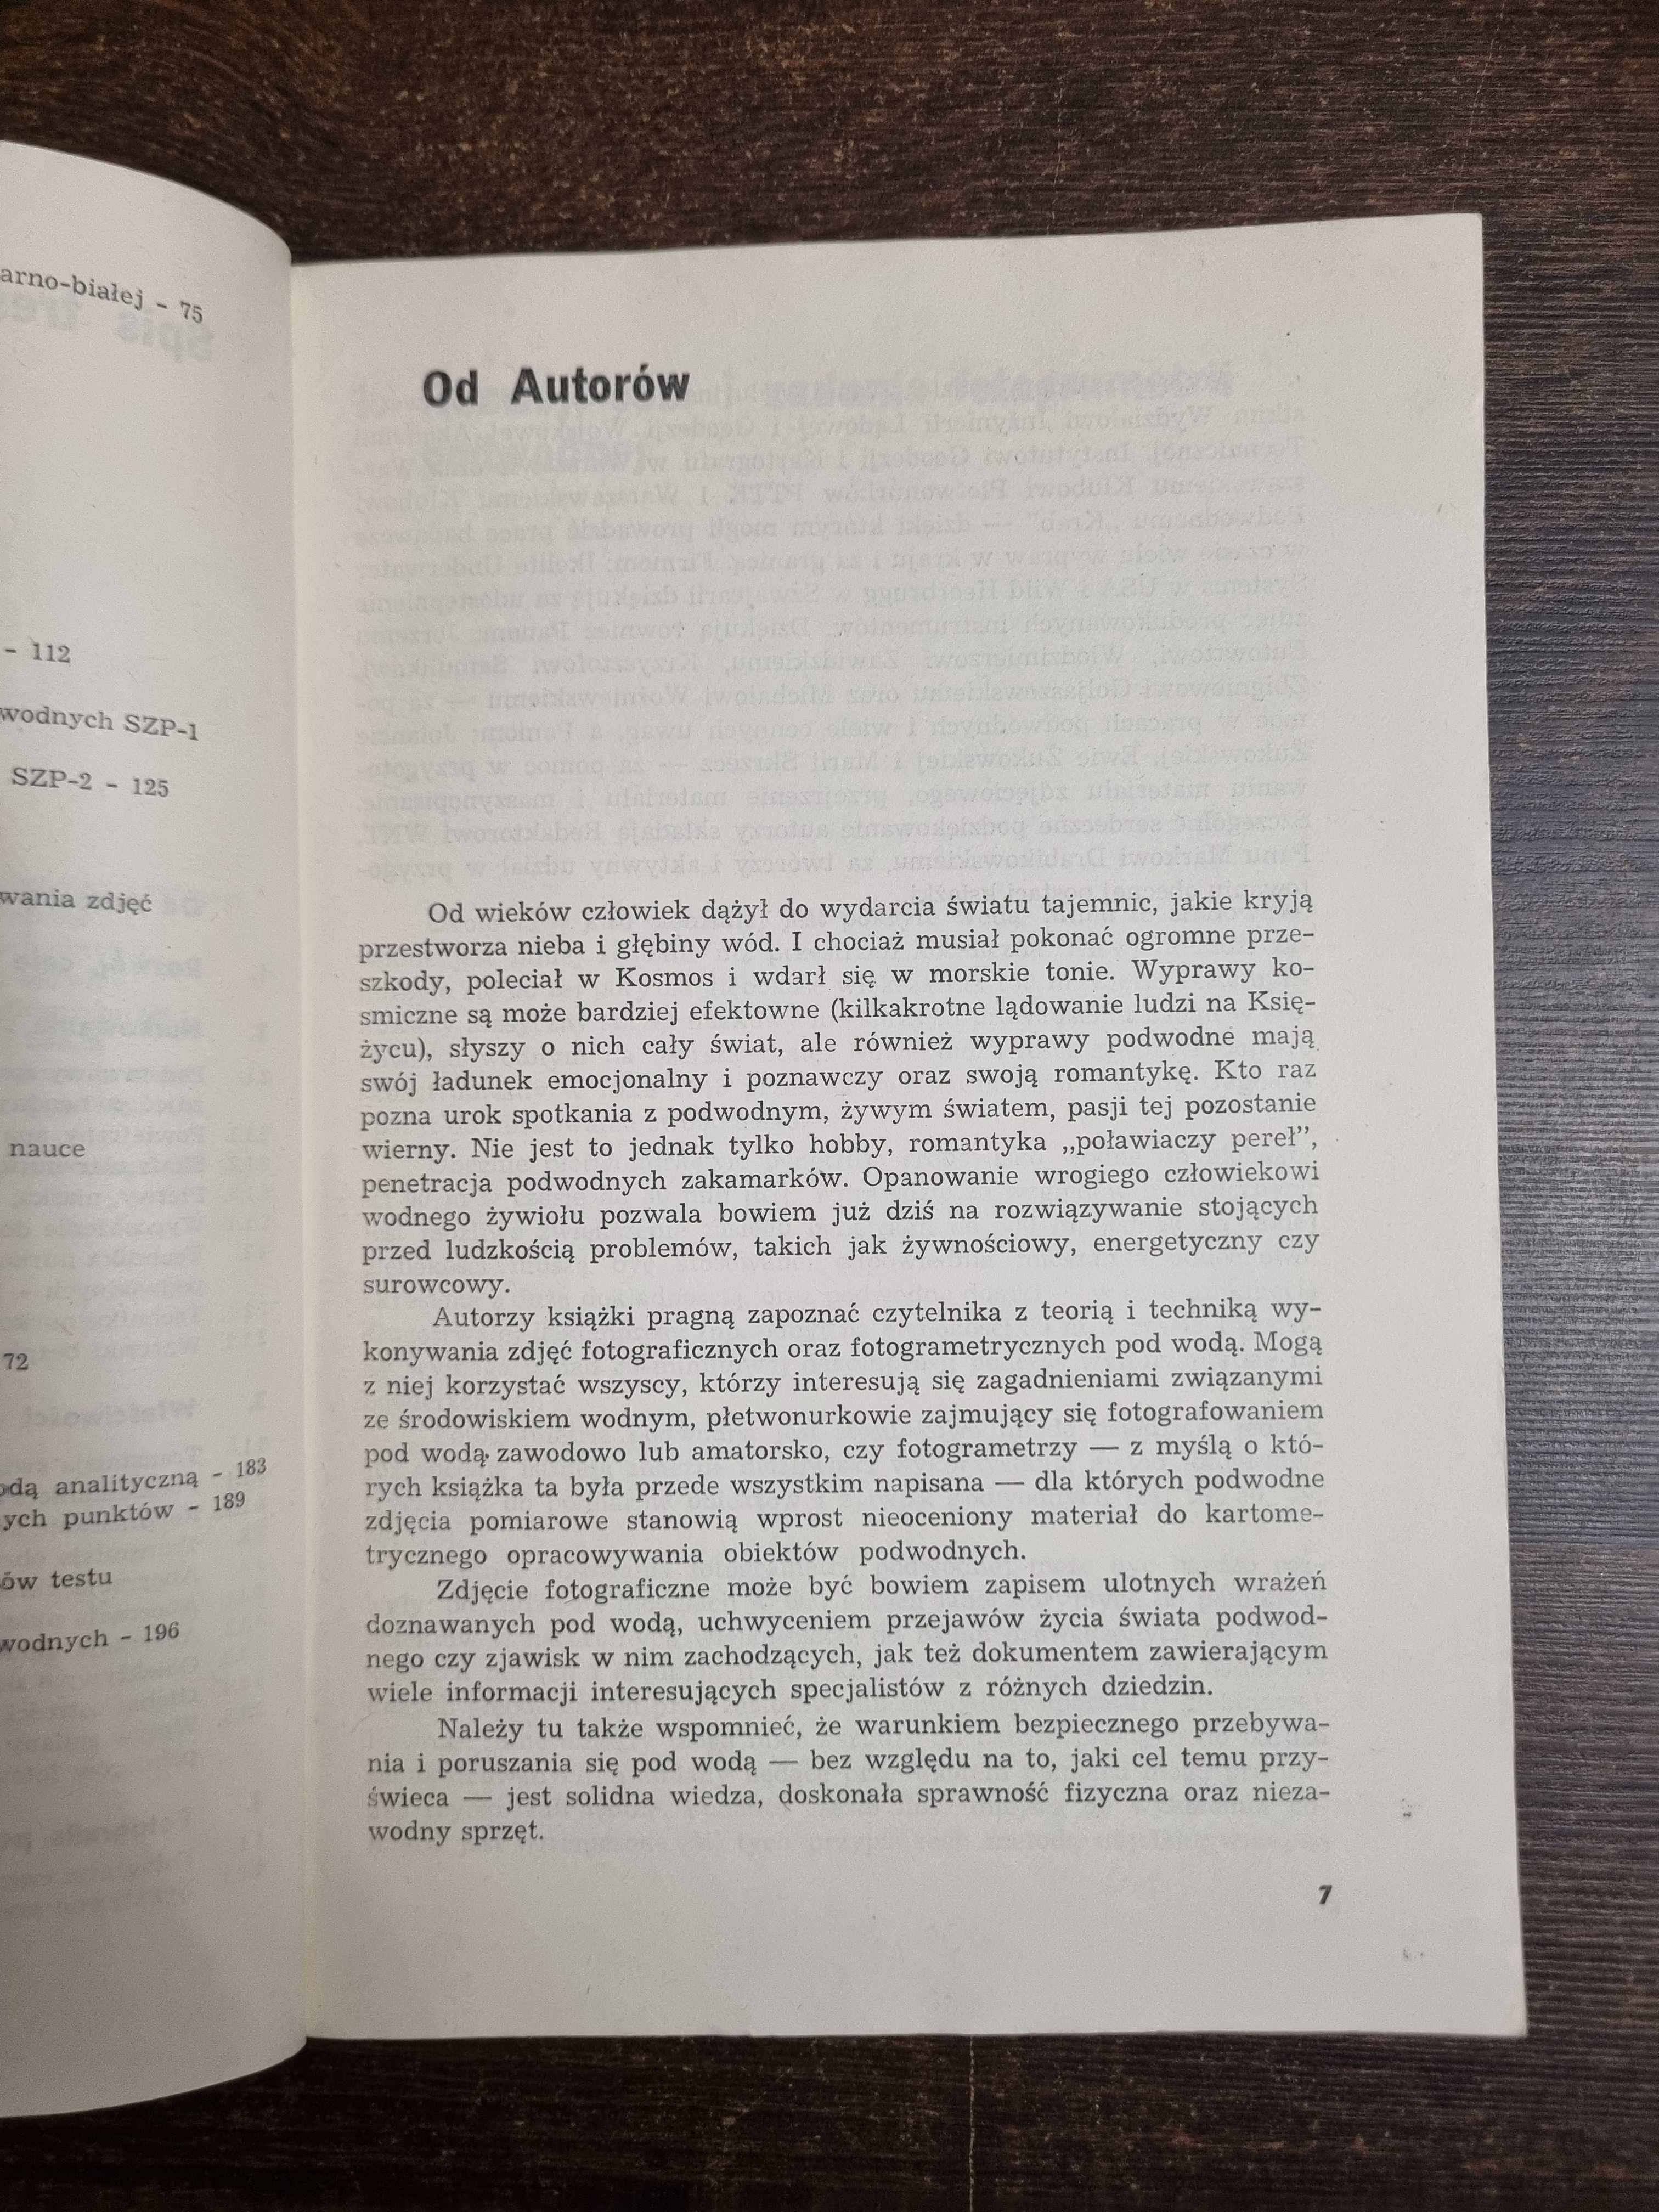 arno-białej - 75
- 112
wodnych SZP-1
SZP-2 - 125
wania zdjęć
nauce
72
odą analityczną - 183
ych punktów - 189
ów testu
wodnych - 196
Od Autorów
Od wieków człowiek dążył do wydarcia światu tajemnic, jakie kryją
przestworza nieba i głębiny wód. I chociaż musiał pokonać ogromne prze-
szkody, poleciał w Kosmos i wdarł się w morskie tonie. Wyprawy ko-
smiczne są może bardziej efektowne (kilkakrotne lądowanie ludzi na Księ-
życu), słyszy o nich cały świat, ale również wyprawy podwodne mają
swój ładunek emocjonalny i poznawczy oraz swoją romantykę. Kto raz
pozna urok spotkania z podwodnym, żywym światem, pasji tej pozostanie
wierny. Nie jest to jednak tylko hobby, romantyka „poławiaczy pereł”,
penetracja podwodnych zakamarków. Opanowanie wrogiego człowiekowi
wodnego żywiołu pozwala bowiem już dziś na rozwiązywanie stojących
przed ludzkością problemów, takich jak żywnościowy, energetyczny czy
surowcowy.
Autorzy książki pragną zapoznać czytelnika z teorią i techniką wy-
konywania zdjęć fotograficznych oraz fotogrametrycznych pod wodą. Mogą
z niej korzystać wszyscy, którzy interesują się zagadnieniami związanymi
ze środowiskiem wodnym, płetwonurkowie zajmujący się fotografowaniem
pod wodą zawodowo lub amatorsko, czy fotogrametrzy — z myślą o któ-
rych książka ta była przede wszystkim napisana — dla których podwodne
zdjęcia pomiarowe stanowią wprost nieoceniony materiał do kartome-
trycznego opracowywania obiektów podwodnych.
Zdjęcie fotograficzne może być bowiem zapisem ulotnych wrażeń
doznawanych pod wodą, uchwyceniem przejawów życia świata podwod-
nego czy zjawisk w nim zachodzących, jak też dokumentem zawierającym
wiele informacji interesujących specjalistów z różnych dziedzin.
Należy tu także wspomnieć, że warunkiem bezpiecznego przebywa-
nia i poruszania się pod wodą — bez względu na to, jaki cel temu przy-
świeca — jest solidna wiedza, doskonała sprawność fizyczna oraz nieza-
wodny sprzęt.
7